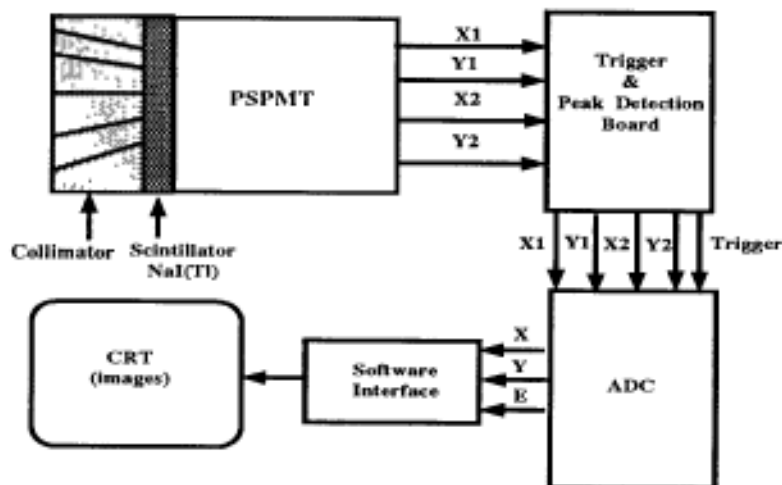 X1
Y1
X2
Y2
PSPMT
Trigger
&
Peak Detection
Board
Collimator
Scintillator
NaI(Tl)
X1
Y1
X2
Y2
Trigger
CRT
(images)
Software
Interface
X
Y
E
ADC